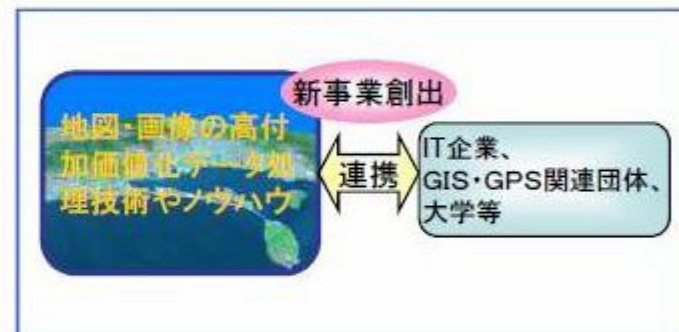 新事業創出
地図・画像の高付
加価値化データ処
理技術やノウハウ
連携
IT企業、
GIS・GPS関連団体、
大学等